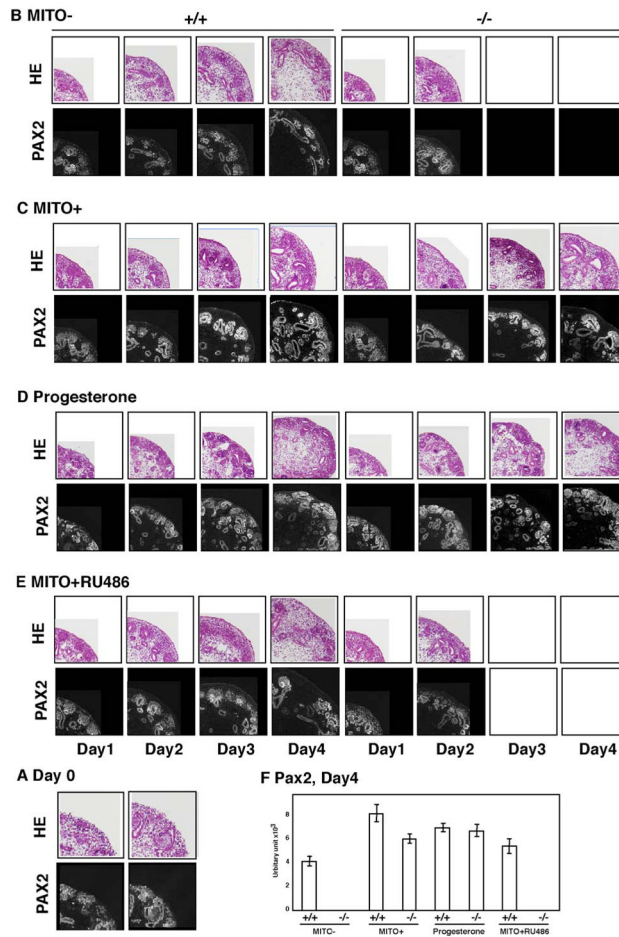 B MITO-
+/+
-/-
HE
PAX2
C MITO+
HE
PAX2
D Progesterone
HE
PAX2
E MITO+RU486
HE
PAX2
Day1 Day2 Day3 Day4 Day1 Day2 Day3 Day4
A Day 0
HE
PAX2
F Pax2, Day4
Urbitary unit x10³
8
6
4
2
0
+/+ -/- +/+ -/- +/+ -/- +/+ -/-
MITO- MITO+ Progesterone MITO+RU486